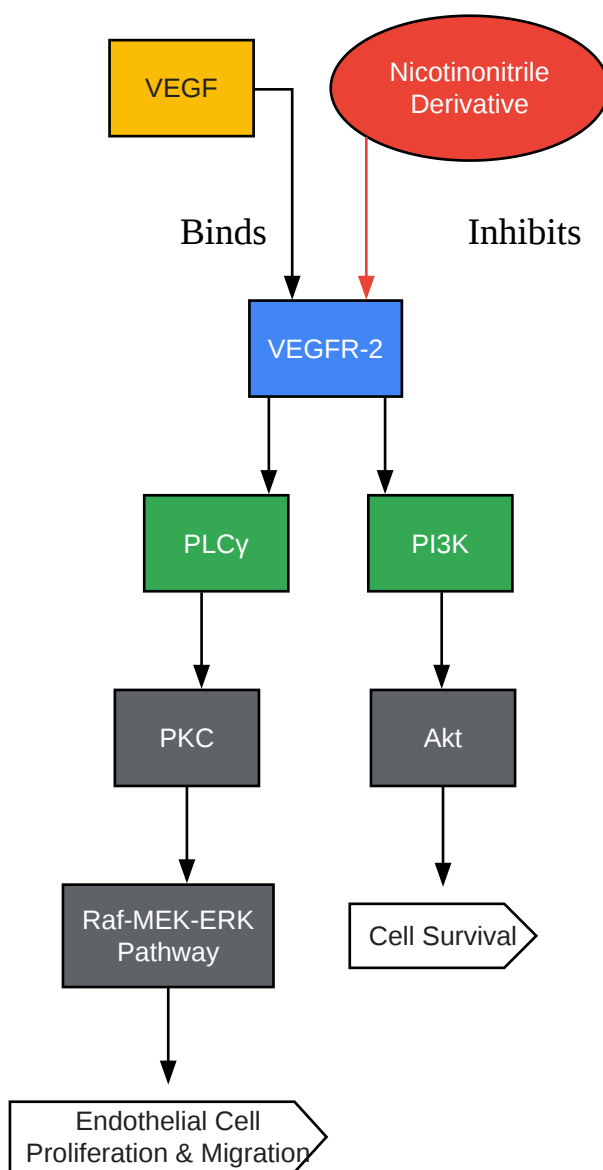 VEGF
Nicotinonitrile
Derivative
Binds
Inhibits
VEGFR-2
PLCγ
PI3K
PKC
Akt
Raf-MEK-ERK
Pathway
Cell Survival
Endothelial Cell
Proliferation & Migration